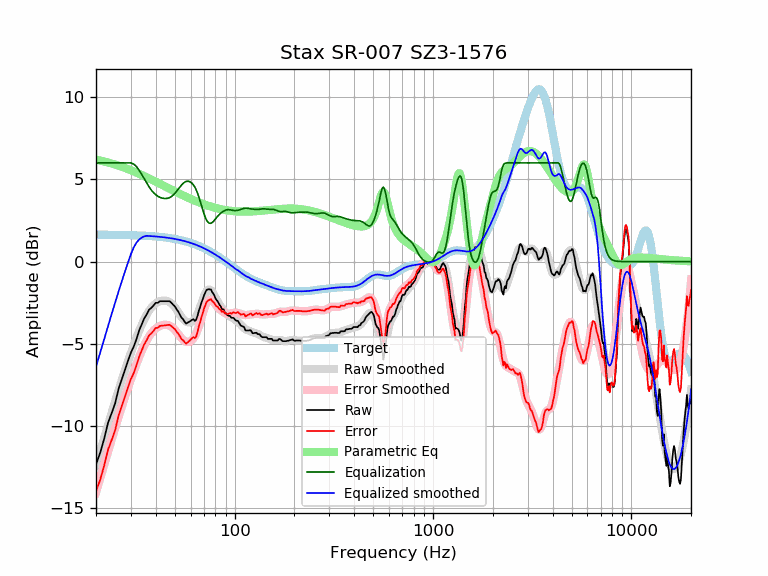 Stax SR-007 SZ3-1576
10
5
0
−5
−10
−15
Amplitude (dBr)
Target
Raw Smoothed
Error Smoothed
Raw
Error
Parametric Eq
Equalization
Equalized smoothed
100
1000
10000
Frequency (Hz)